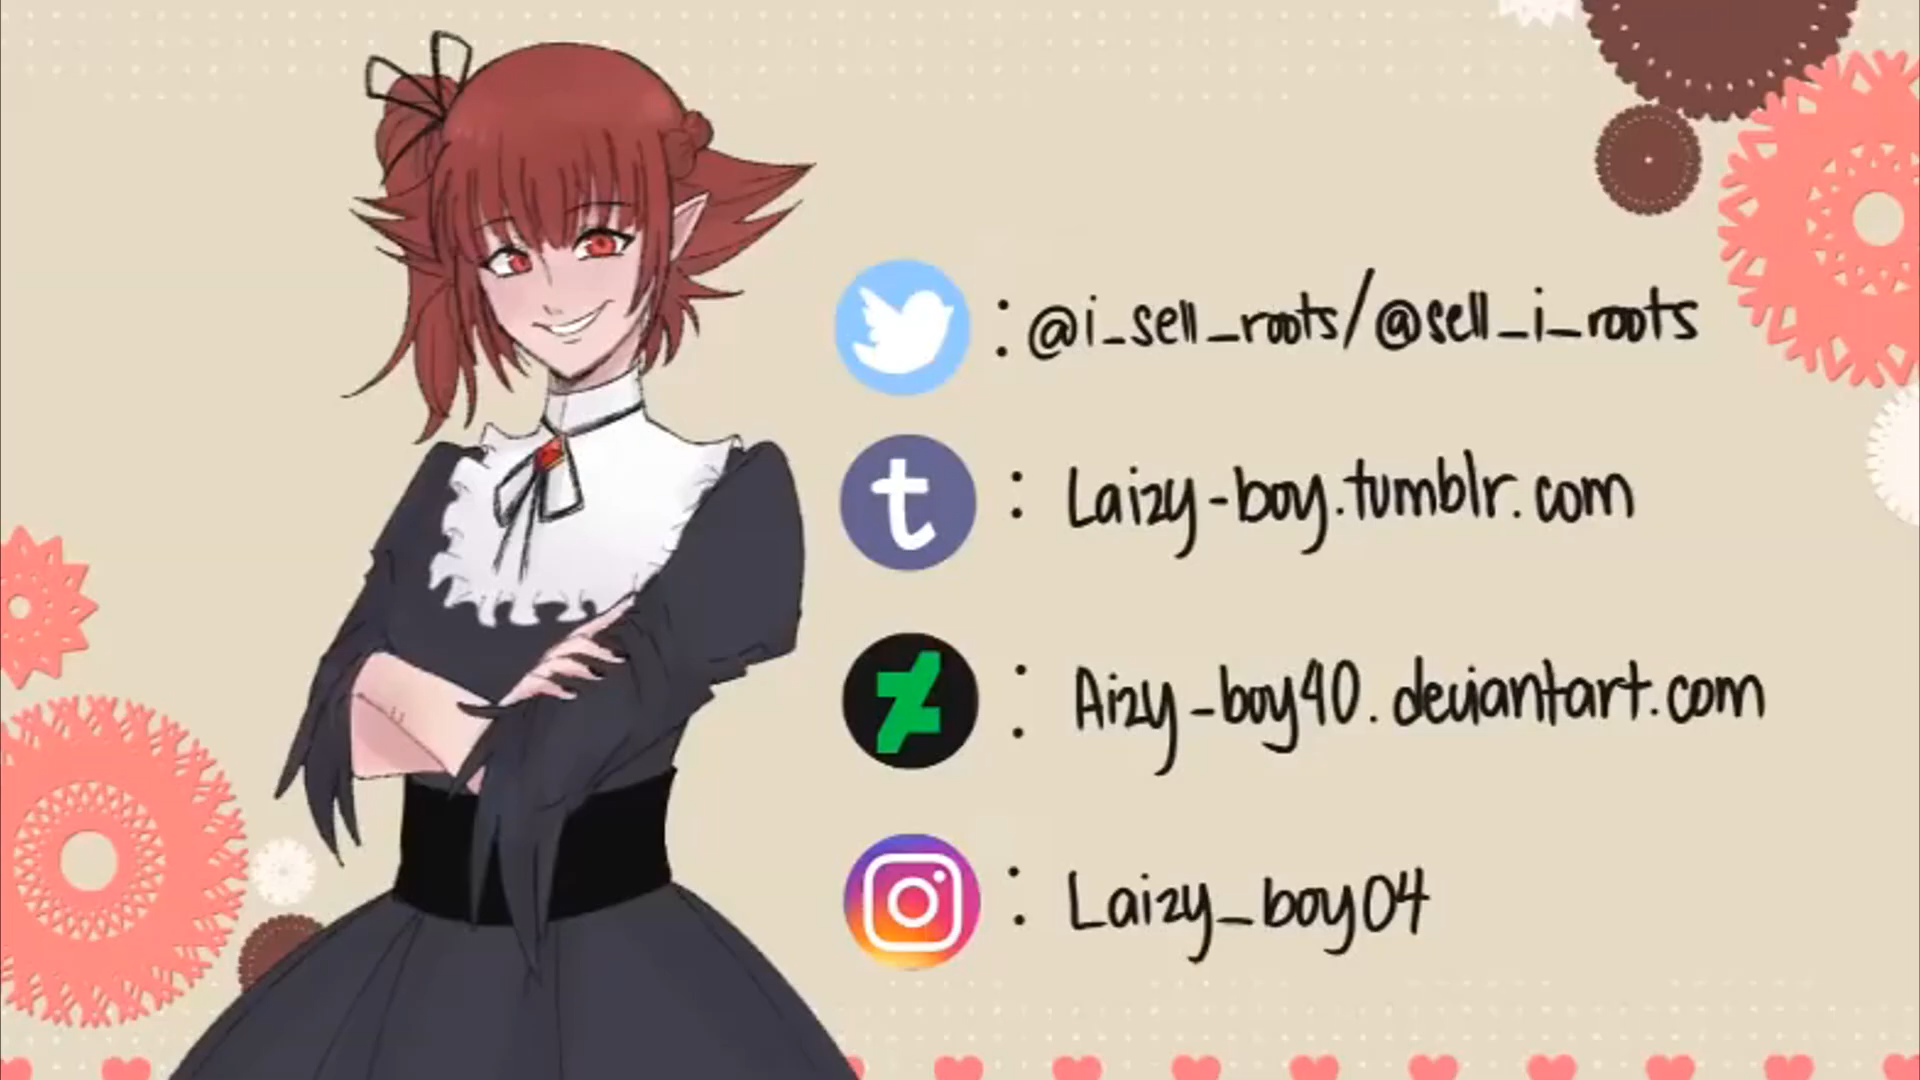 : @i_sell_roots/@sell_i_roots
t : Laizy-boy.tumblr.com
: Aizy-boy40.deviantart.com
: Laizy_boy04